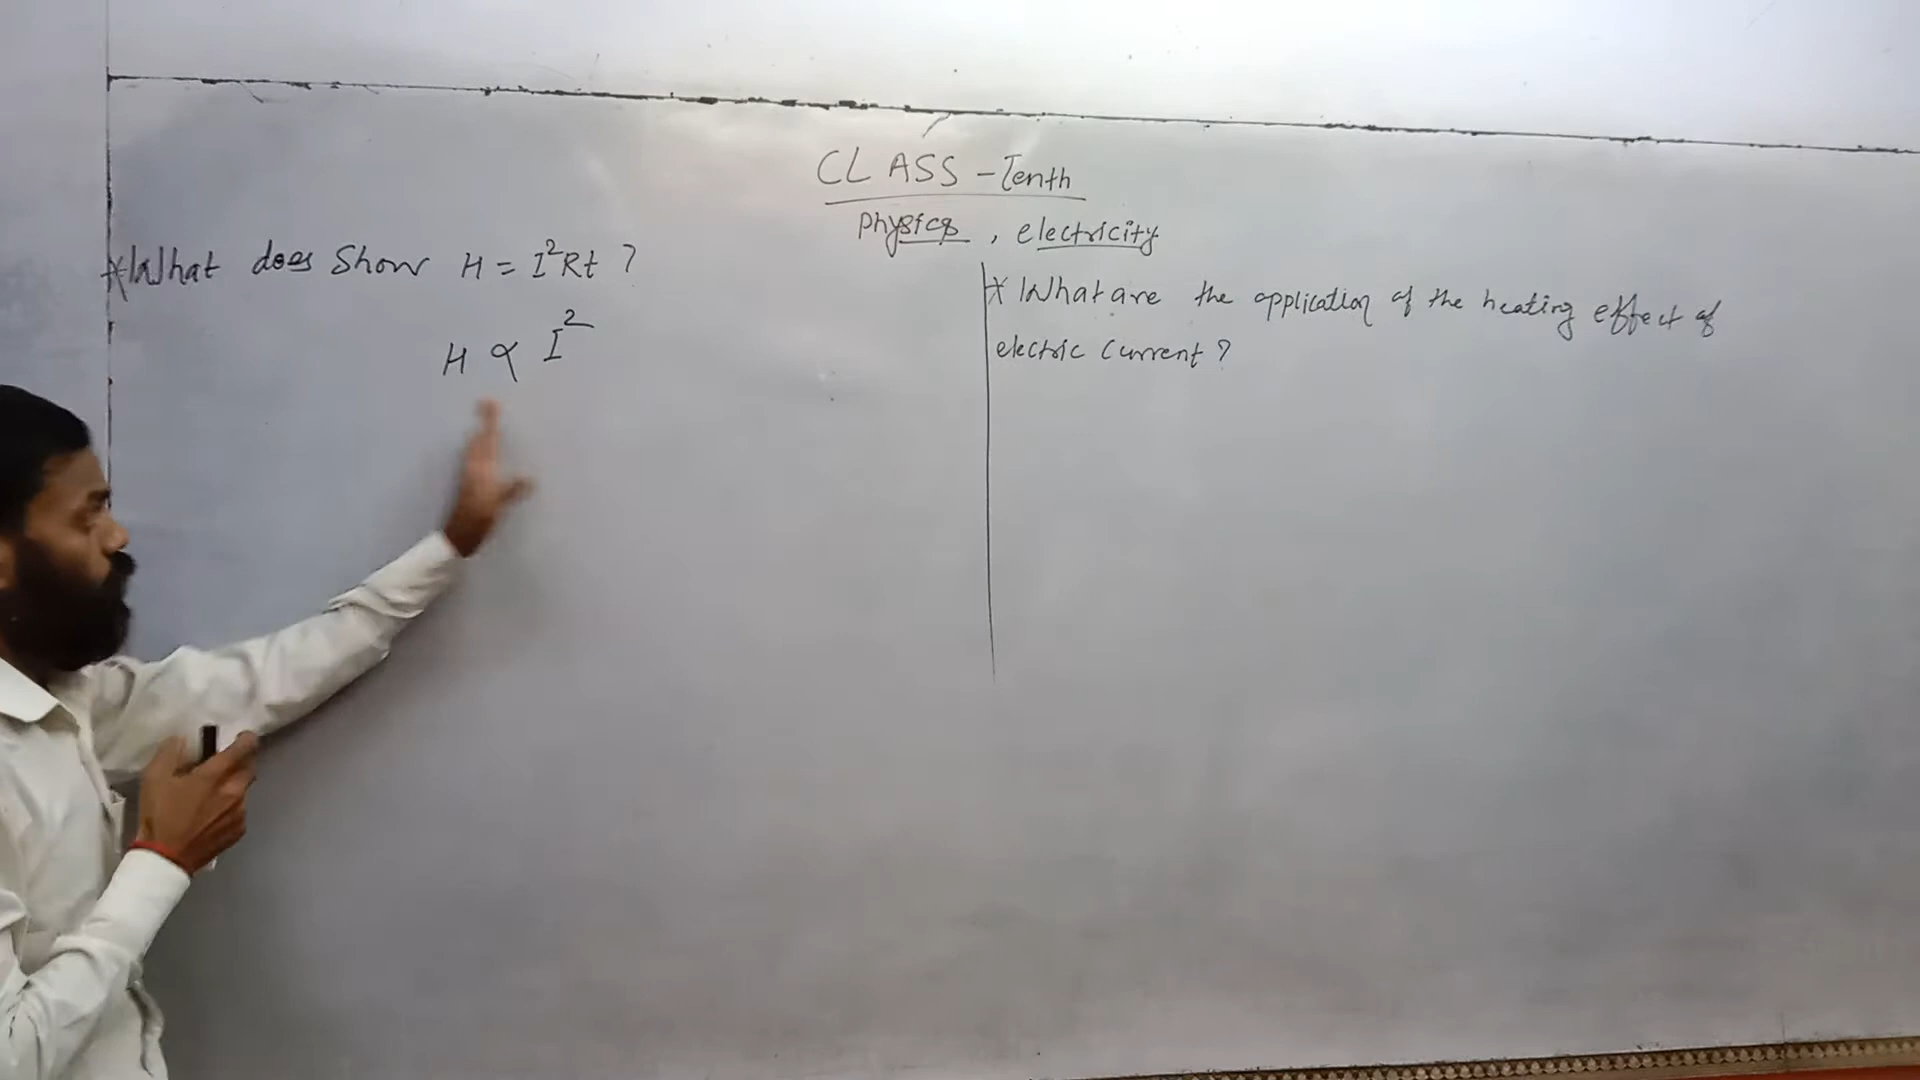 CLASS - Tenth
Physics, electricity
* What does Show H = I²Rt ?
H ∝ I²
* What are the application of the heating effect of
electric Current ?